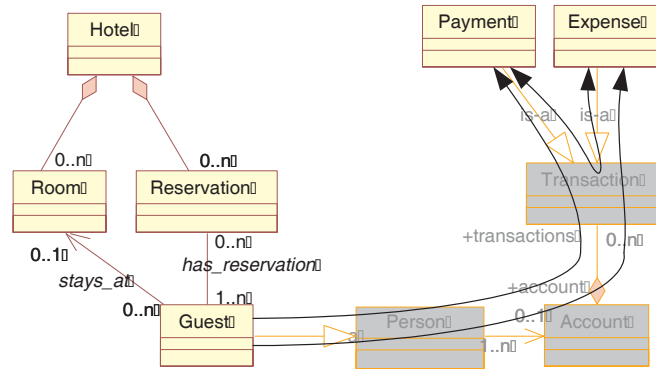 Hotel
Payment
Expense
is-a
is-a
0..n
0..n
Room
Reservation
Transaction
0..1
0..n
+transactions
0..n
stays_at
has_reservation
+account
0..n
1..n
Guest
Person
0..1
Account
a
1..n